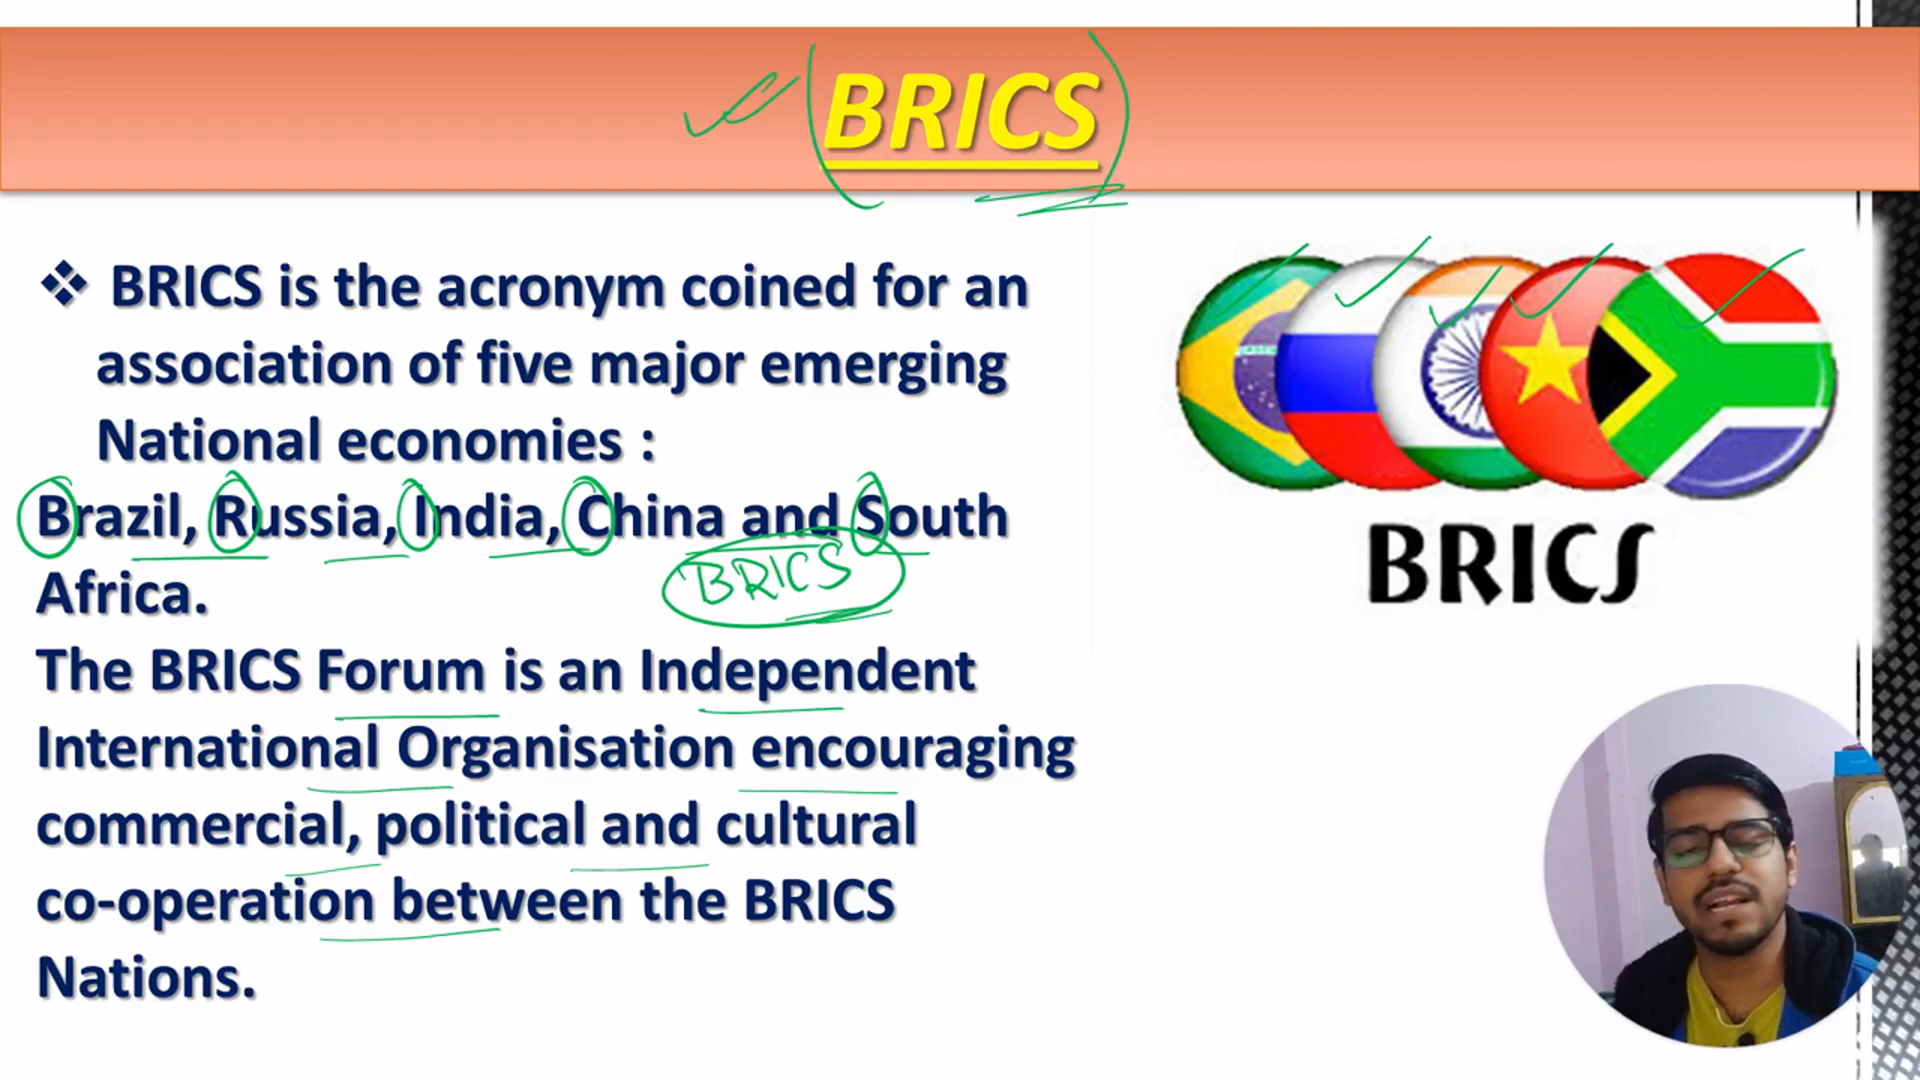 BRICS
❖ BRICS is the acronym coined for an
association of five major emerging
National economies :
Brazil, Russia, India, China and South
Africa.
BRICS
The BRICS Forum is an Independent
International Organisation encouraging
commercial, political and cultural
co-operation between the BRICS
Nations.
BRICS